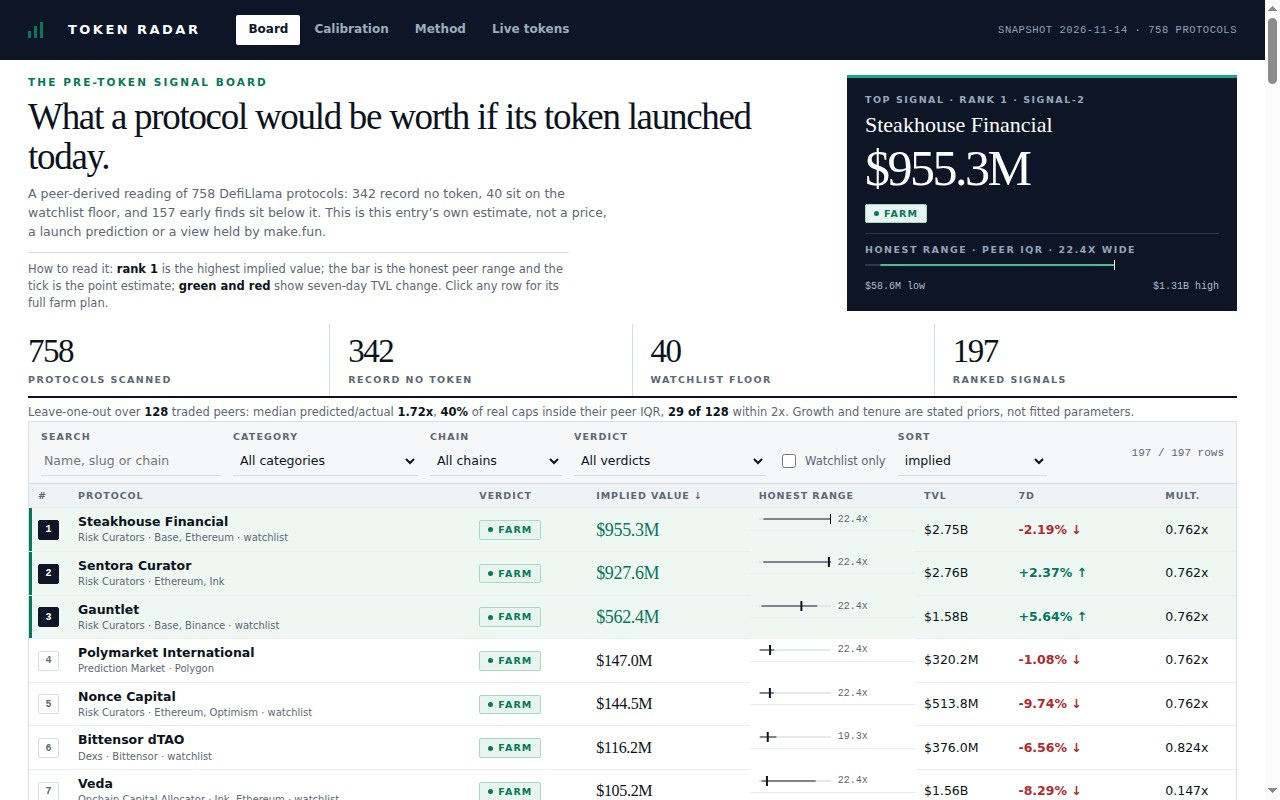 TOKEN RADAR Board Calibration Method Live tokens SNAPSHOT 2026-11-14 · 758 PROTOCOLS
THE PRE-TOKEN SIGNAL BOARD
What a protocol would be worth if its token launched
today.
A peer-derived reading of 758 DefiLlama protocols: 342 record no token, 40 sit on the
watchlist floor, and 157 early finds sit below it. This is this entry’s own estimate, not a price,
a launch prediction or a view held by make.fun.
How to read it: rank 1 is the highest implied value; the bar is the honest peer range and the
tick is the point estimate; green and red show seven-day TVL change. Click any row for its
full farm plan.
TOP SIGNAL · RANK 1 · SIGNAL-2
Steakhouse Financial
$955.3M
FARM
HONEST RANGE · PEER IQR · 22.4X WIDE
$58.6M low $1.31B high
758 342 40 197
PROTOCOLS SCANNED RECORD NO TOKEN WATCHLIST FLOOR RANKED SIGNALS
Leave-one-out over 128 traded peers: median predicted/actual 1.72x, 40% of real caps inside their peer IQR, 29 of 128 within 2x. Growth and tenure are stated priors, not fitted parameters.
SEARCH CATEGORY CHAIN VERDICT SORT
Name, slug or chain All categories All chains All verdicts Watchlist only implied 197 / 197 rows
# PROTOCOL VERDICT IMPLIED VALUE ↓ HONEST RANGE TVL 7D MULT.
1 Steakhouse Financial FARM $955.3M 22.4x $2.75B -2.19% ↓ 0.762x
Risk Curators · Base, Ethereum · watchlist
2 Sentora Curator FARM $927.6M 22.4x $2.76B +2.37% ↑ 0.762x
Risk Curators · Ethereum, Ink
3 Gauntlet FARM $562.4M 22.4x $1.58B +5.64% ↑ 0.762x
Risk Curators · Base, Binance · watchlist
4 Polymarket International FARM $147.0M 22.4x $320.2M -1.08% ↓ 0.762x
Prediction Market · Polygon
5 Nonce Capital FARM $144.5M 22.4x $513.8M -9.74% ↓ 0.762x
Risk Curators · Ethereum, Optimism · watchlist
6 Bittensor dTAO FARM $116.2M 19.3x $376.0M -6.56% ↓ 0.824x
Dexs · Bittensor · watchlist
7 Veda FARM $105.2M 22.4x $1.56B -8.29% ↓ 0.147x
Onchain Capital Allocator · Ink, Ethereum · watchlist